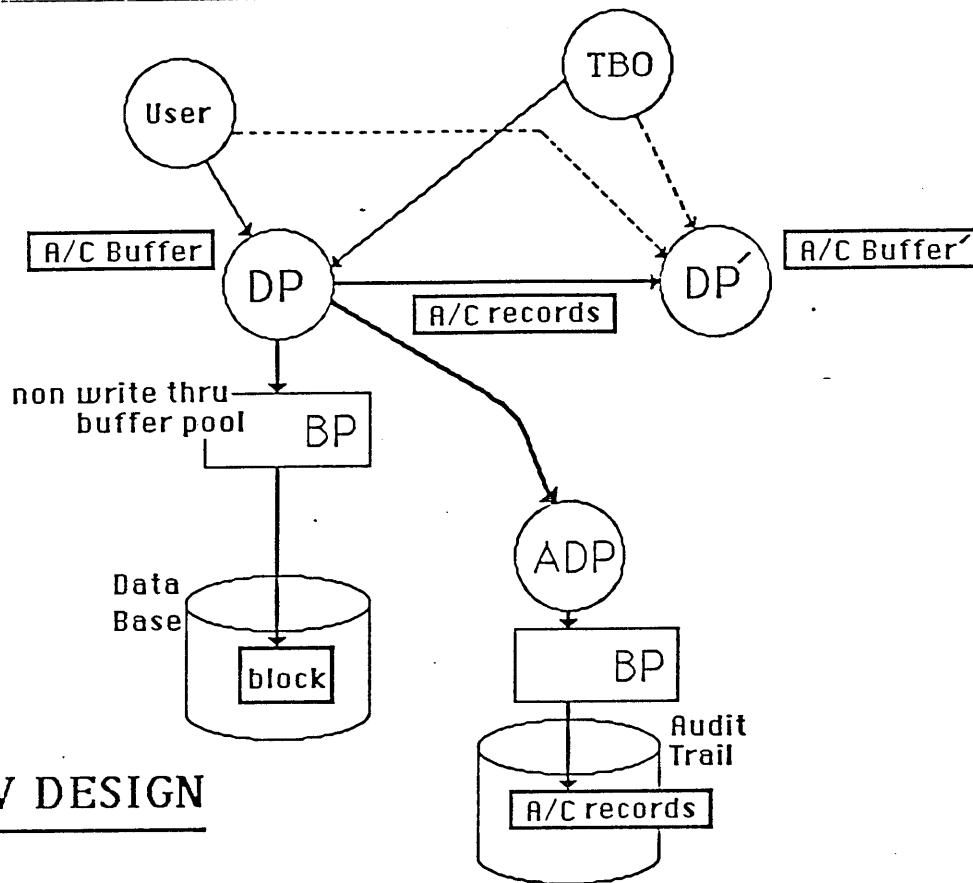 TBO
User
A/C Buffer
DP
DP′
A/C Buffer′
A/C records
non write thru
buffer pool
BP
ADP
Data
Base
block
BP
Audit
Trail
A/C records
DESIGN